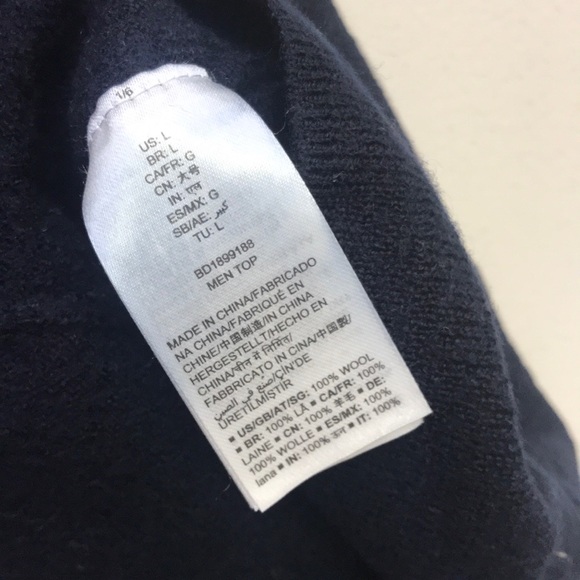 1/6
US: L
BR: L
CA/FR: G
CN: 大号
IN: एल
ES/MX: G
SB/AE: كبير
TU: L
BD1899188
MEN TOP
MADE IN CHINA/FABRICADO
NA CHINA/FABRIQUÉ EN
CHINE/中国制造/IN CHINA
HERGESTELLT/HECHO EN
CHINA/चीन में निर्मित/
FABBRICATO IN CINA/中国製/
صنع في الصين/ÇİN'DE
ÜRETİLMİŞTİR
▪ US/GB/AT/SG: 100% WOOL
▪ BR: 100% LÃ ▪ CA/FR: 100%
LAINE ▪ CN: 100% 羊毛 ▪ DE:
100% WOLLE ▪ ES/MX: 100%
lana ▪ IN: 100% ऊन ▪ IT: 100%